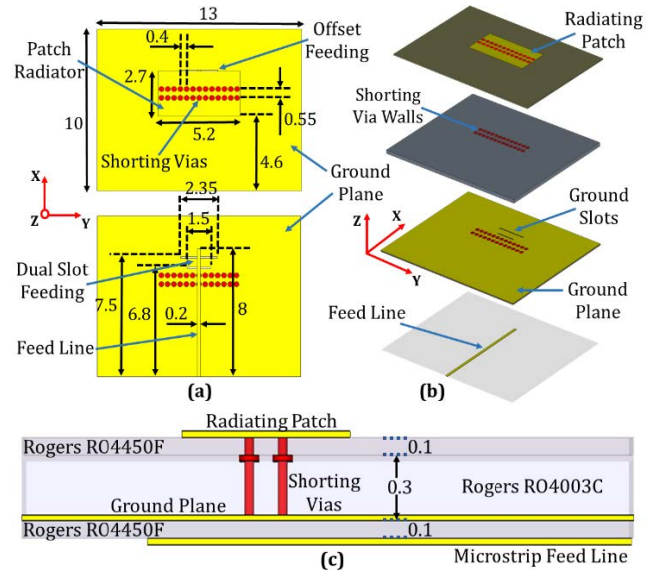 13
0.4
Offset
Feeding
Patch
Radiator
2.7
10
0.55
5.2
Shorting Vias
4.6
Ground
Plane
X
Z
Y
2.35
1.5
Dual Slot
Feeding
7.5
6.8
0.2
8
Feed Line
(a)
Radiating
Patch
Shorting
Via Walls
Ground
Slots
Z
X
Y
Ground
Plane
Feed Line
(b)
Radiating Patch
Rogers RO4450F
0.1
Shorting
Vias
0.3
Rogers RO4003C
Ground Plane
Rogers RO4450F
0.1
(c)
Microstrip Feed Line